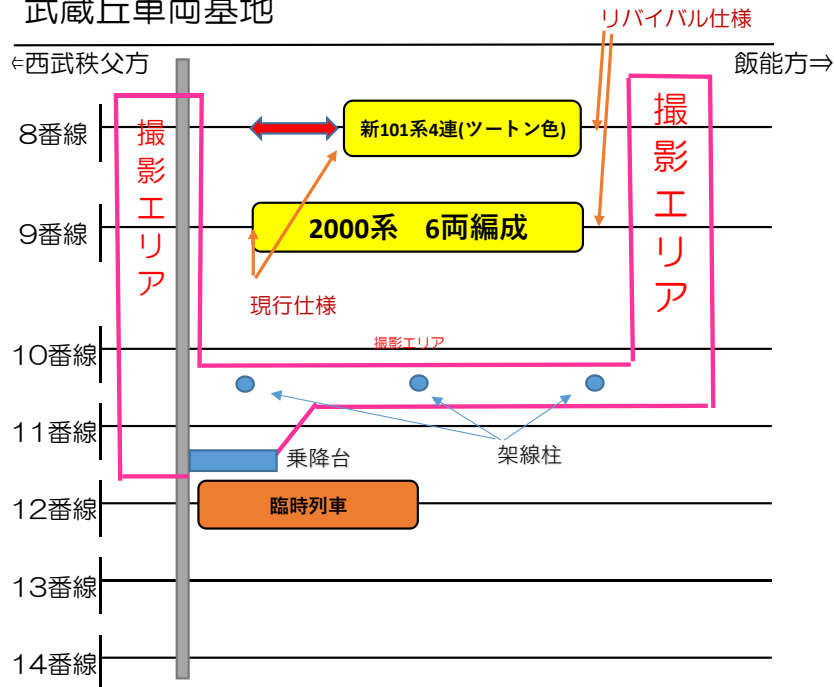 武蔵丘車両基地
リバイバル仕様
⇐西武秩父方
飯能方⇒
8番線
撮影エリア
新101系4連(ツートン色)
撮影エリア
9番線
2000系　6両編成
現行仕様
10番線
撮影エリア
11番線
乗降台
架線柱
12番線
臨時列車
13番線
14番線